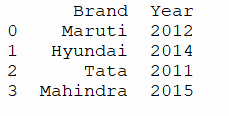 Brand Year
0 Maruti 2012
1 Hyundai 2014
2 Tata 2011
3 Mahindra 2015